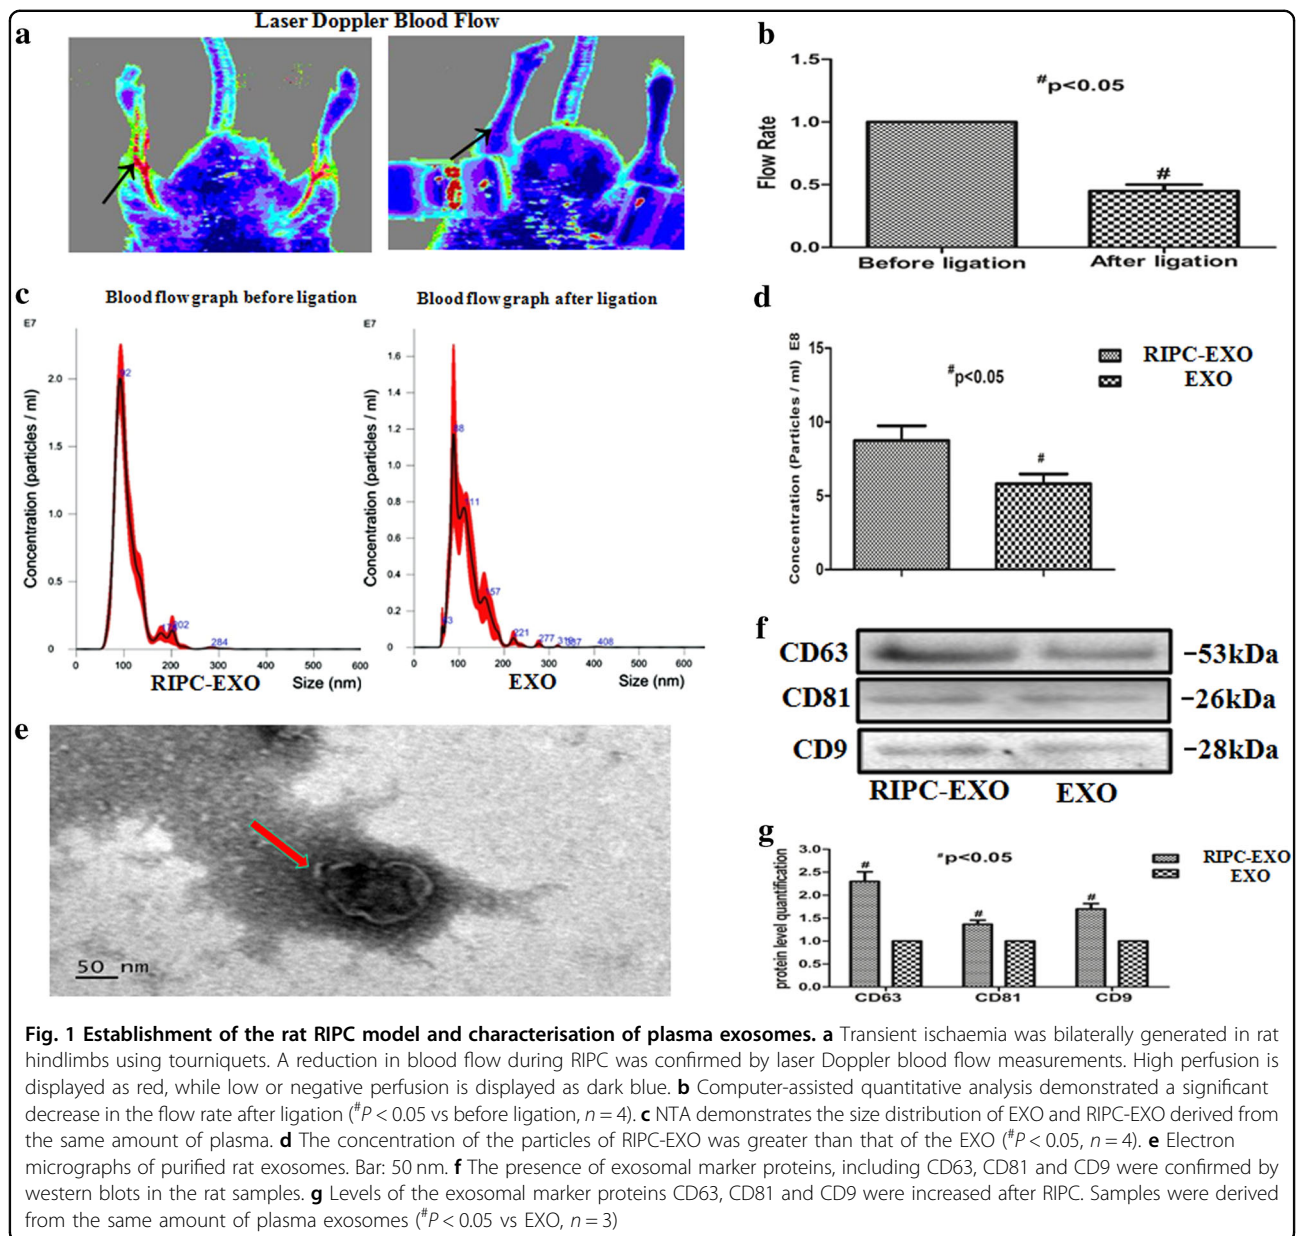 Laser Doppler Blood Flow
a
b
1.5
1.0
0.5
0.0
Flow Rate
#p<0.05
#
Before ligation
After ligation
c
Blood flow graph before ligation
Blood flow graph after ligation
E7
2.0
1.5
1.0
0.5
0
Concentration (particles / ml)
92
202
284
0 100 200 300 400 500 600
RIPC-EXO
Size (nm)
E7
1.6
1.4
1.2
1.0
0.8
0.6
0.4
0.2
0
Concentration (particles / ml)
221
277
408
0 100 200 300 400 500 600
EXO
Size (nm)
d
Concentration (Particles / ml) E8
15
10
5
0
#p<0.05
#
RIPC-EXO
EXO
e
50 nm
f
CD63
-53kDa
CD81
-26kDa
CD9
-28kDa
RIPC-EXO
EXO
g
protein level quantification
3.0
2.5
2.0
1.5
1.0
0.5
0.0
#p<0.05
#
#
#
CD63
CD81
CD9
RIPC-EXO
EXO
Fig. 1 Establishment of the rat RIPC model and characterisation of plasma exosomes. a Transient ischaemia was bilaterally generated in rat
hindlimbs using tourniquets. A reduction in blood flow during RIPC was confirmed by laser Doppler blood flow measurements. High perfusion is
displayed as red, while low or negative perfusion is displayed as dark blue. b Computer-assisted quantitative analysis demonstrated a significant
decrease in the flow rate after ligation (#P < 0.05 vs before ligation, n = 4). c NTA demonstrates the size distribution of EXO and RIPC-EXO derived from
the same amount of plasma. d The concentration of the particles of RIPC-EXO was greater than that of the EXO (#P < 0.05, n = 4). e Electron
micrographs of purified rat exosomes. Bar: 50 nm. f The presence of exosomal marker proteins, including CD63, CD81 and CD9 were confirmed by
western blots in the rat samples. g Levels of the exosomal marker proteins CD63, CD81 and CD9 were increased after RIPC. Samples were derived
from the same amount of plasma exosomes (#P < 0.05 vs EXO, n = 3)